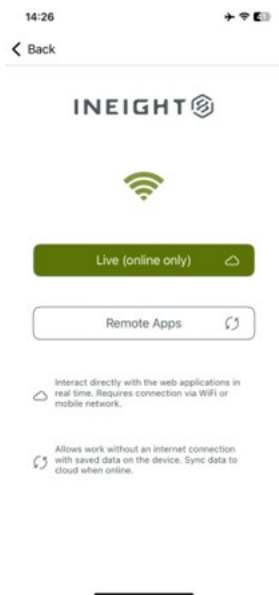 14:26
Back
INEIGHT
Live (online only)
Remote Apps
Interact directly with the web applications in
real time. Requires connection via WiFi or
mobile network.
Allows work without an internet connection
with saved data on the device. Sync data to
cloud when online.